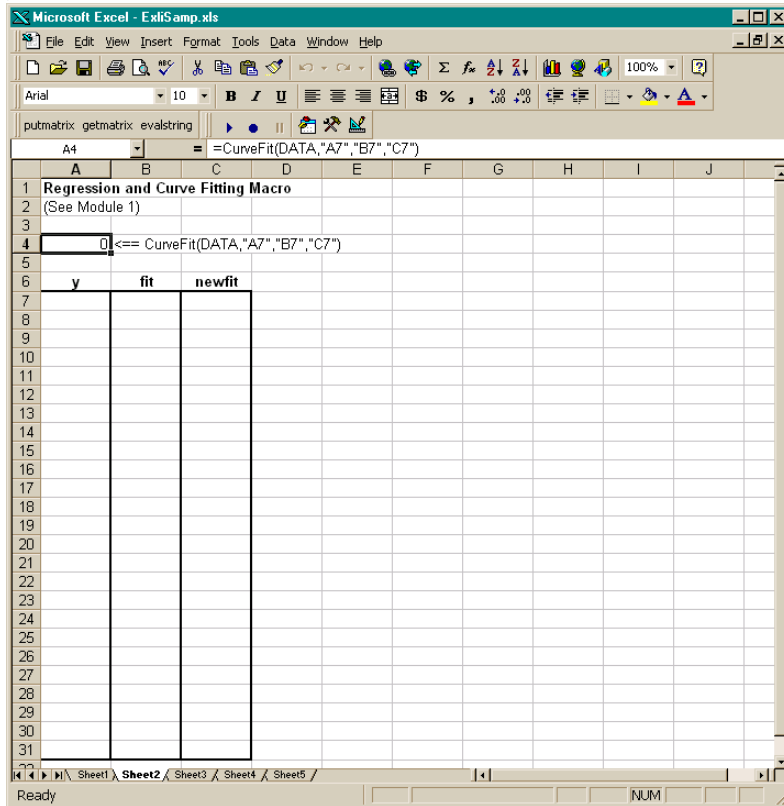 Microsoft Excel - ExliSamp.xls
File Edit View Insert Format Tools Data Window Help
100%
Arial 10 B I U $ % , .00 .00 A
putmatrix getmatrix evalstring
A4 = =CurveFit(DATA,"A7","B7","C7")
A B C D E F G H I J
1 Regression and Curve Fitting Macro
2 (See Module 1)
3
4 0 <== CurveFit(DATA,"A7","B7","C7")
5
6 y fit newfit
7
8
9
10
11
12
13
14
15
16
17
18
19
20
21
22
23
24
25
26
27
28
29
30
31
Sheet1 Sheet2 Sheet3 Sheet4 Sheet5
Ready NUM